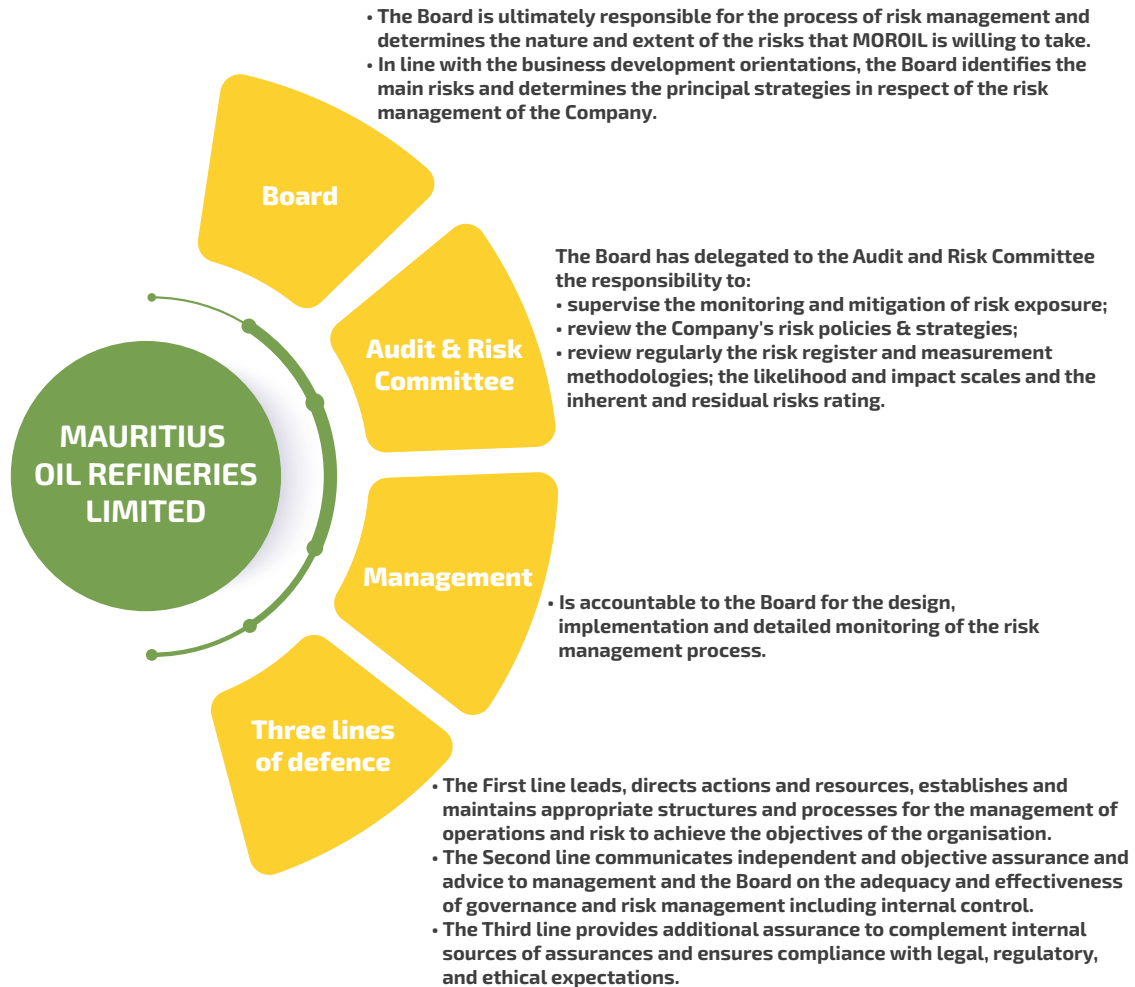 • The Board is ultimately responsible for the process of risk management and
determines the nature and extent of the risks that MOROIL is willing to take.
• In line with the business development orientations, the Board identifies the
main risks and determines the principal strategies in respect of the risk
management of the Company.
Board
The Board has delegated to the Audit and Risk Committee
the responsibility to:
• supervise the monitoring and mitigation of risk exposure;
• review the Company's risk policies & strategies;
• review regularly the risk register and measurement
methodologies; the likelihood and impact scales and the
inherent and residual risks rating.
Audit & Risk
Committee
MAURITIUS
OIL REFINERIES
LIMITED
Management
• Is accountable to the Board for the design,
implementation and detailed monitoring of the risk
management process.
Three lines
of defence
• The First line leads, directs actions and resources, establishes and
maintains appropriate structures and processes for the management of
operations and risk to achieve the objectives of the organisation.
• The Second line communicates independent and objective assurance and
advice to management and the Board on the adequacy and effectiveness
of governance and risk management including internal control.
• The Third line provides additional assurance to complement internal
sources of assurances and ensures compliance with legal, regulatory,
and ethical expectations.